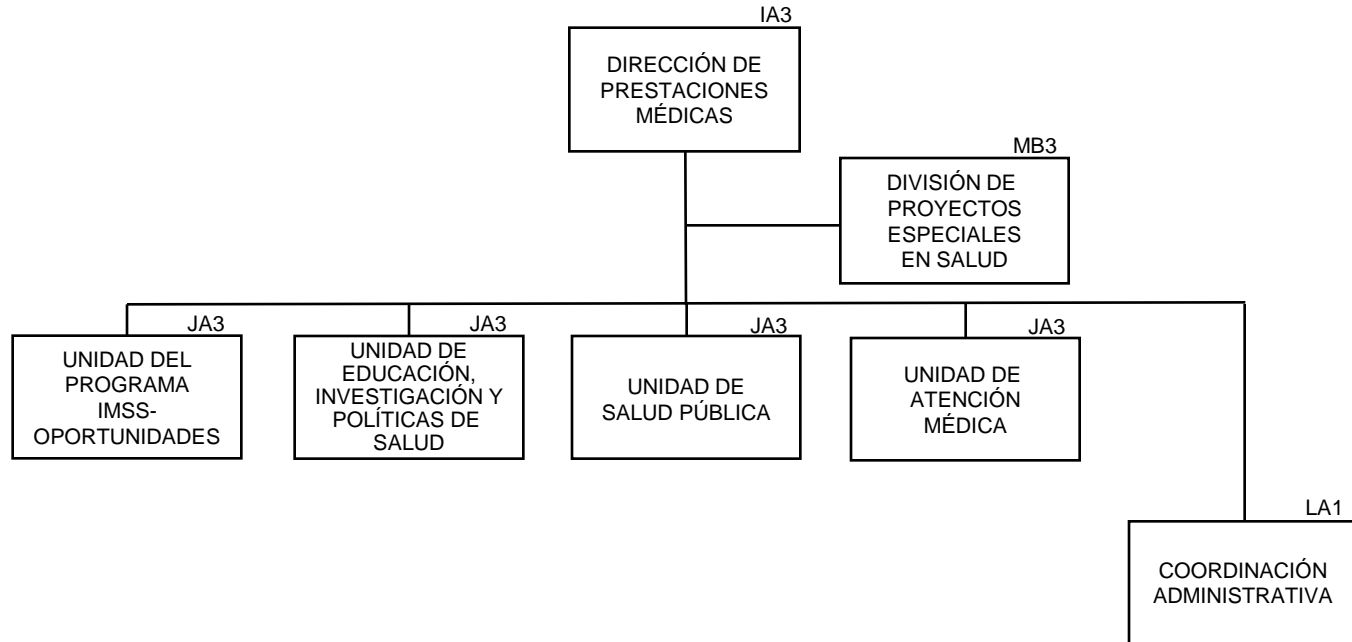 IA3
DIRECCIÓN DE
PRESTACIONES
MÉDICAS
MB3
DIVISIÓN DE
PROYECTOS
ESPECIALES
EN SALUD
JA3
UNIDAD DEL
PROGRAMA
IMSS-
OPORTUNIDADES
JA3
UNIDAD DE
EDUCACIÓN,
INVESTIGACIÓN Y
POLÍTICAS DE
SALUD
JA3
UNIDAD DE
SALUD PÚBLICA
JA3
UNIDAD DE
ATENCIÓN
MÉDICA
LA1
COORDINACIÓN
ADMINISTRATIVA